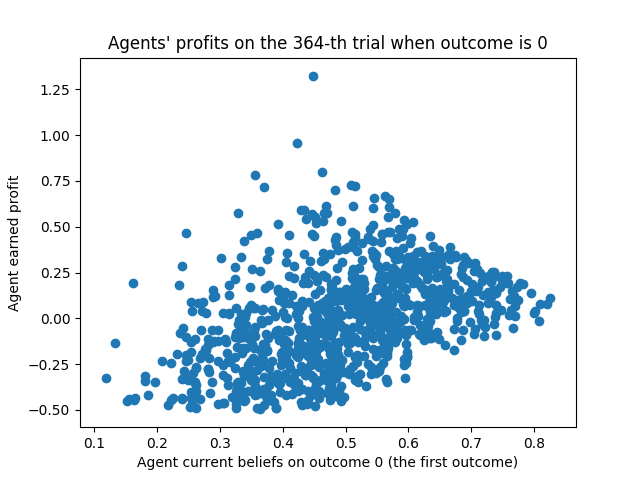 Agents' profits on the 364-th trial when outcome is 0
1.25
1.00
0.75
0.50
0.25
0.00
−0.25
−0.50
Agent earned profit
0.1 0.2 0.3 0.4 0.5 0.6 0.7 0.8
Agent current beliefs on outcome 0 (the first outcome)